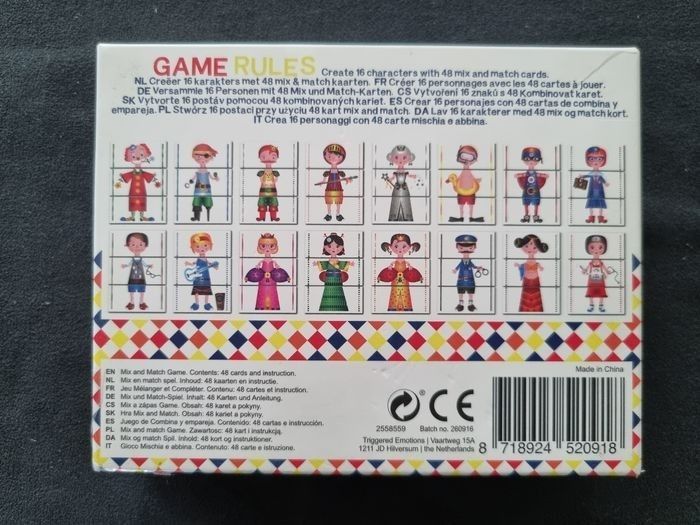 GAME RULES Create 16 characters with 48 mix and match cards.
NL Creëer 16 karakters met 48 mix & match kaarten. FR Créer 16 personnages avec les 48 cartes à jouer.
DE Versammle 16 Personen mit 48 Mix und Match-Karten. CS Vytvoření 16 znaků s 48 Kombinovat karet.
SK Vytvorte 16 postáv pomocou 48 kombinovaných kariet. ES Crear 16 personajes con 48 cartas de combina y
empareja. PL Stwórz 16 postaci przy użyciu 48 kart mix and match. DA Lav 16 karakterer med 48 mix og match kort.
IT Crea 16 personaggi con 48 carte mischia e abbina.
EN Mix and Match Game. Contents: 48 cards and instruction.
NL Mix en match spel. Inhoud: 48 kaarten en instructie.
FR Jeu Mélanger et Compléter. Contenu: 48 cartes et instruction.
DE Mix und Mach-Spiel. Inhalt: 48 Karten und Anleitung.
CS Mix a zápas Game. Obsah: 48 karet a pokyny.
SK Hra Mix and Match. Obsah: 48 kariet a pokyny.
ES Juego de Combina y empareja. Contenido: 48 cartas e instrucción.
PL Mix and match game. Zawartosc: 48 kart i instrukcją.
DA Mix og match Spil. Inhold: 48 kort og instruktioner.
IT Gioco Mischia e abbina. Contenuto: 48 carte e istruzione.
Made in China
CE
2558559 Batch no. 260916
Triggered Emotions | Vaartweg 15A
1211 JD Hilversum | the Netherlands
8 718924 520918